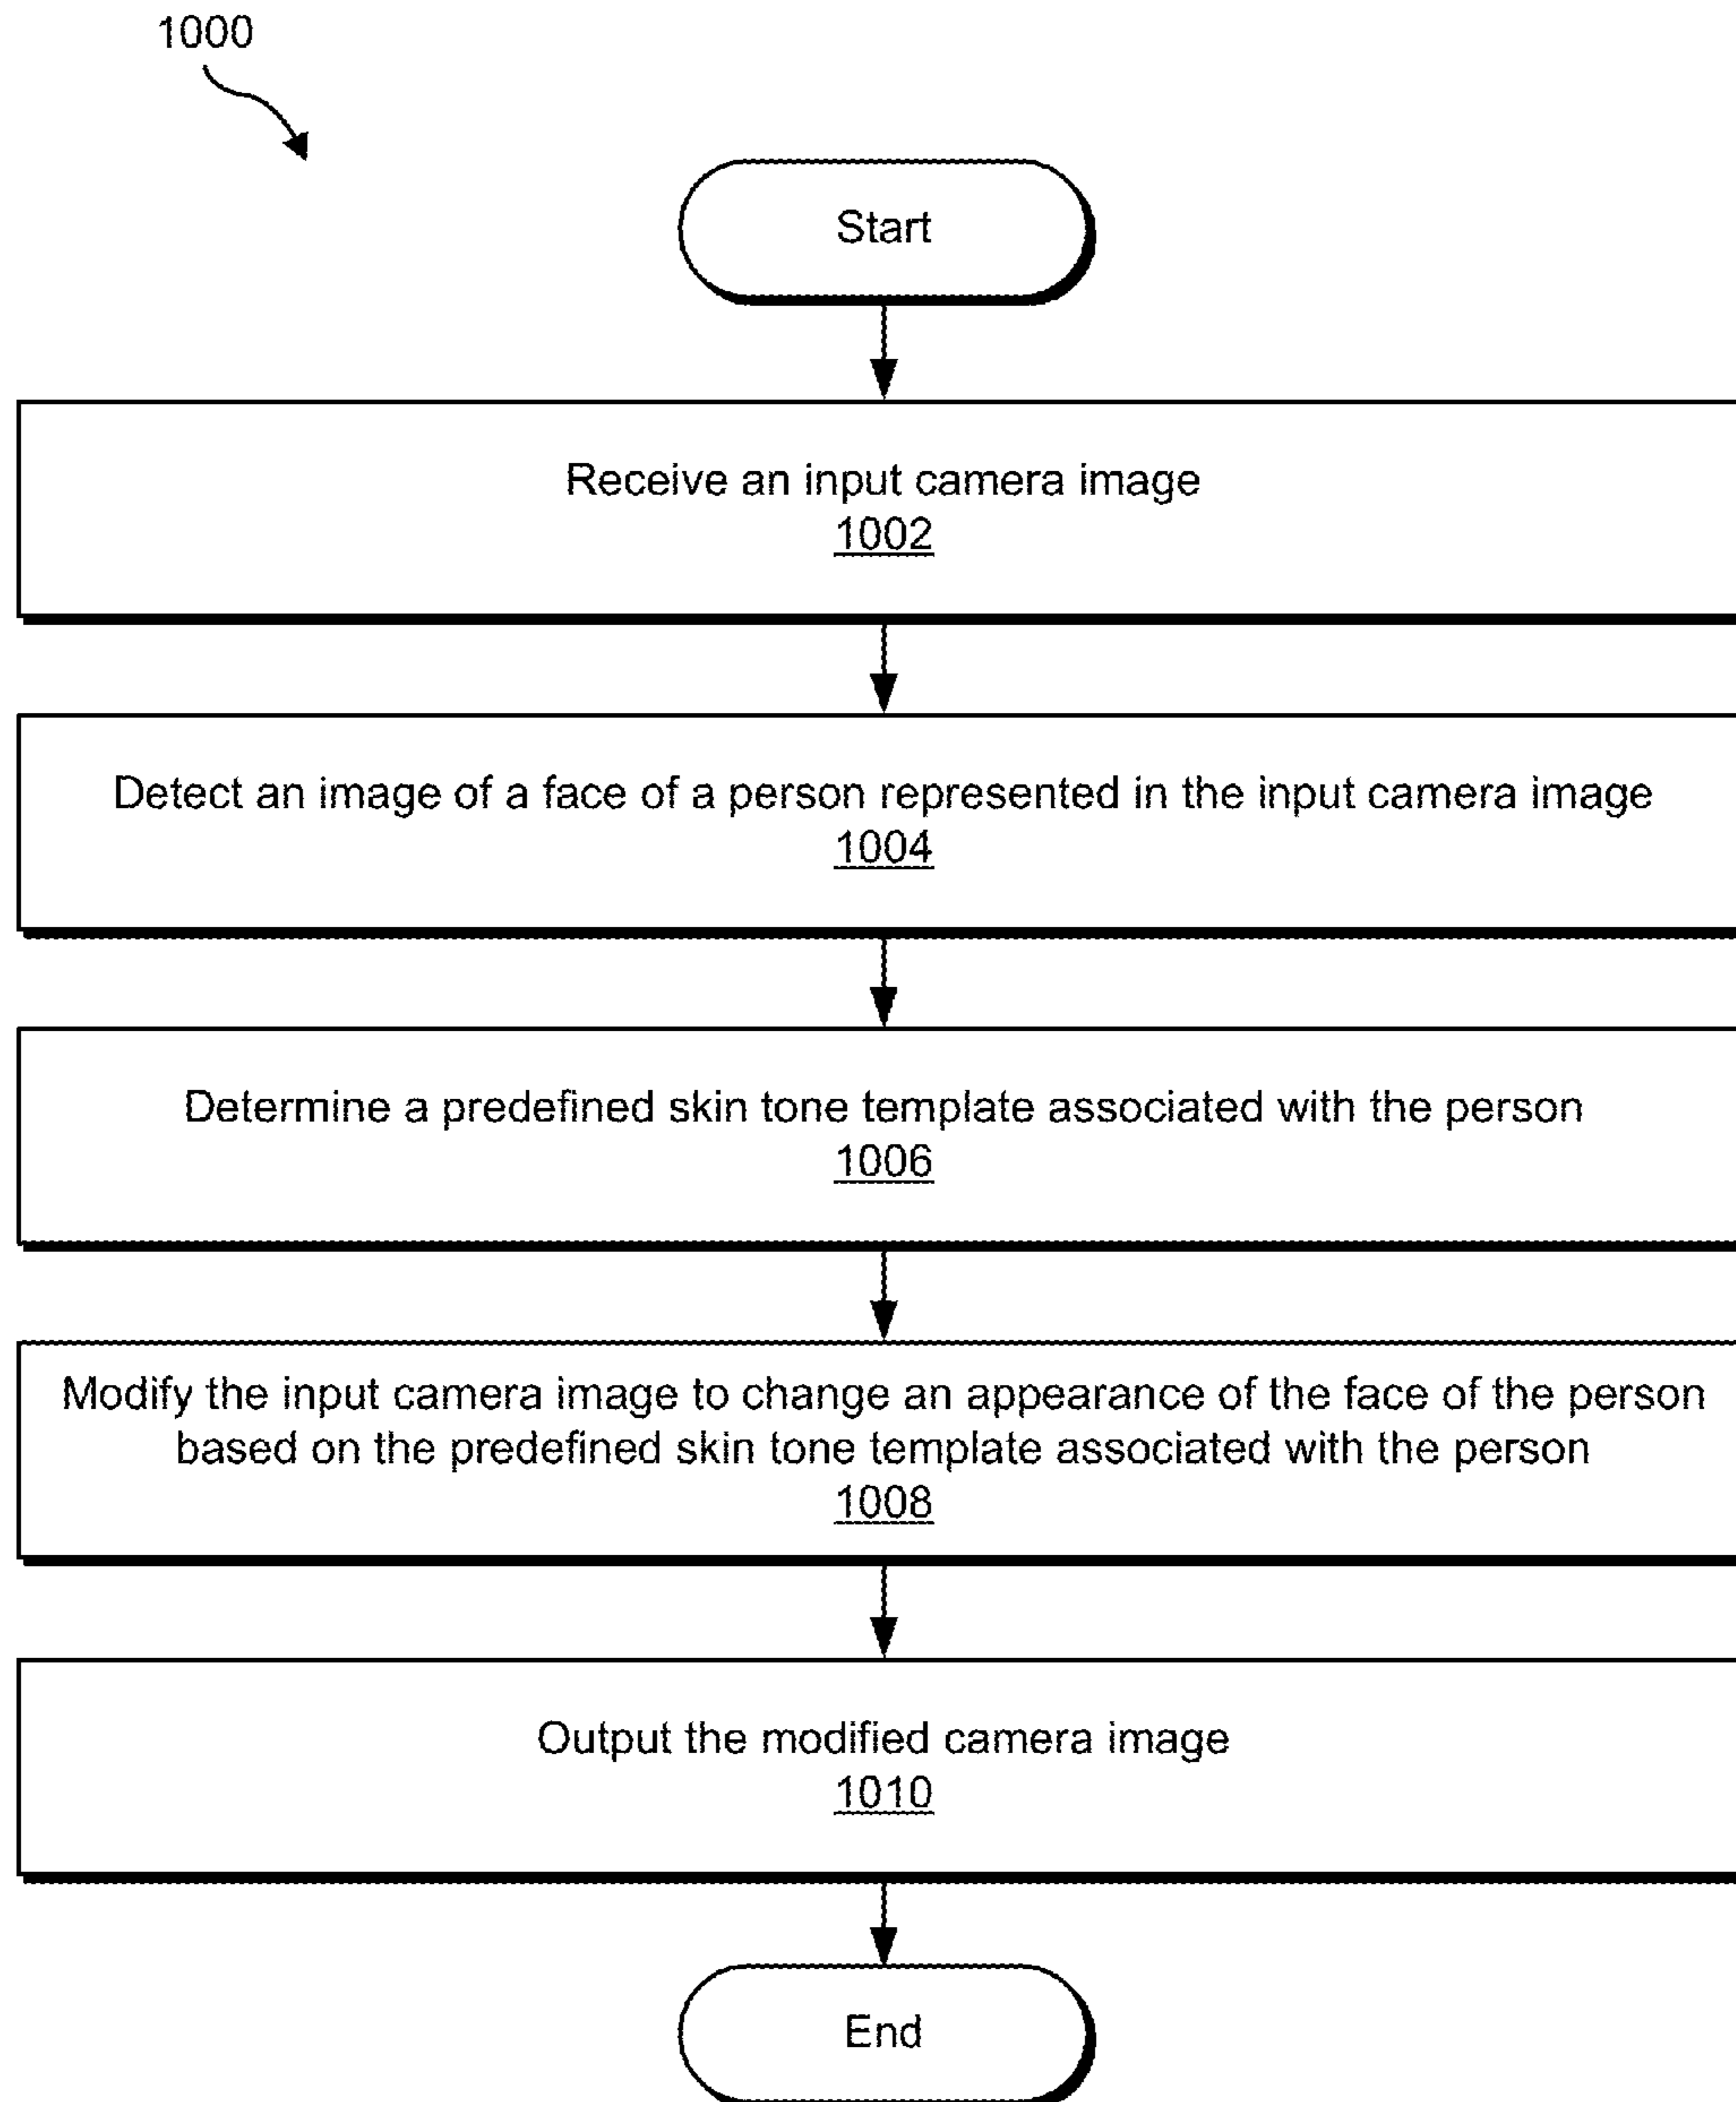 1000
Start
Receive an input camera image
1002
Detect an image of a face of a person represented in the input camera image
1004
Determine a predefined skin tone template associated with the person
1006
Modify the input camera image to change an appearance of the face of the person
based on the predefined skin tone template associated with the person
1008
Output the modified camera image
1010
End